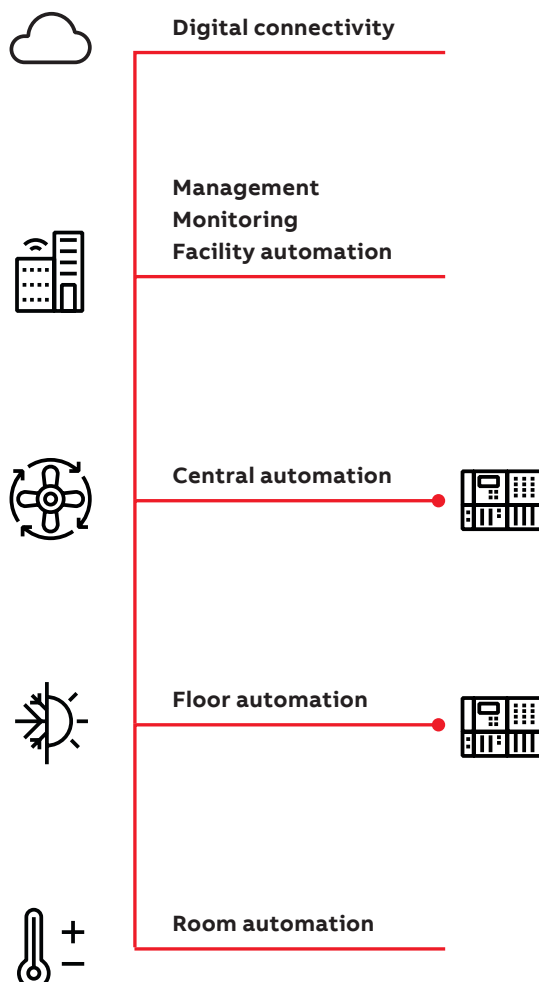 Digital connectivity
Management
Monitoring
Facility automation
Central automation
Floor automation
Room automation